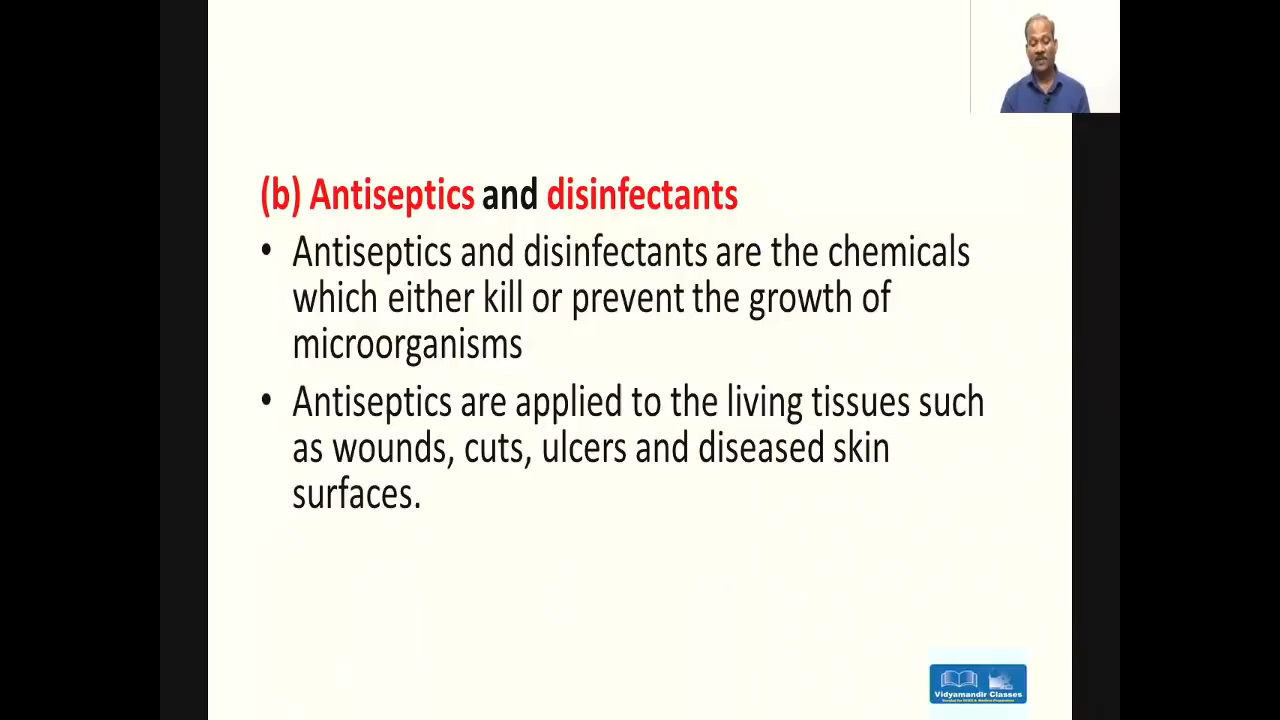 (b) Antiseptics and disinfectants
• Antiseptics and disinfectants are the chemicals
which either kill or prevent the growth of
microorganisms
• Antiseptics are applied to the living tissues such
as wounds, cuts, ulcers and diseased skin
surfaces.
Vidyamandir Classes